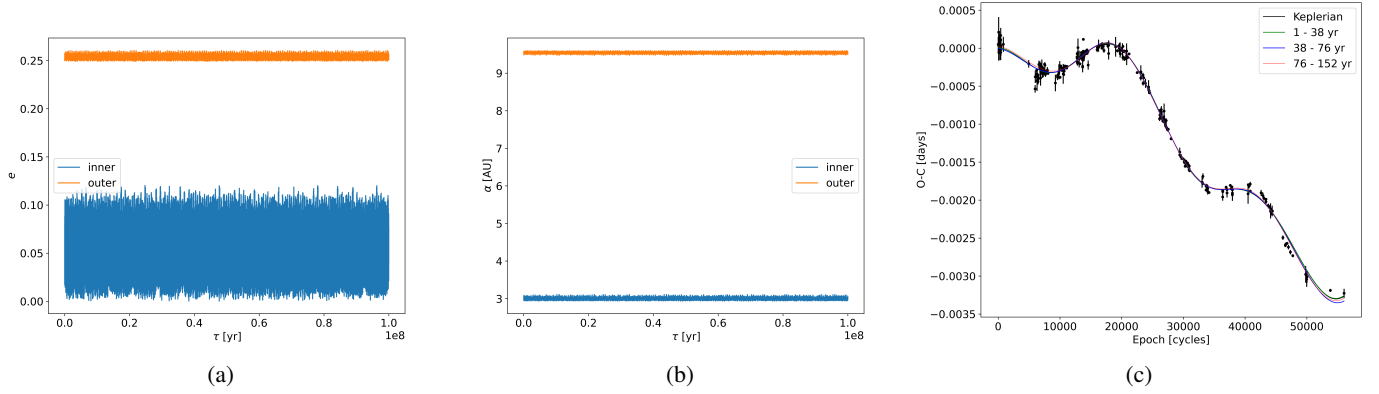 0.25
0.20
0.15
0.10
0.05
0.00
e
inner
outer
0.0 0.2 0.4 0.6 0.8 1.0
1e8
τ [yr]
(a)
9
8
7
6
5
4
3
α [AU]
inner
outer
0.0 0.2 0.4 0.6 0.8 1.0
1e8
τ [yr]
(b)
0.0005
0.0000
−0.0005
−0.0010
−0.0015
−0.0020
−0.0025
−0.0030
−0.0035
O-C [days]
Keplerian
1 - 38 yr
38 - 76 yr
76 - 152 yr
0 10000 20000 30000 40000 50000
Epoch [cycles]
(c)